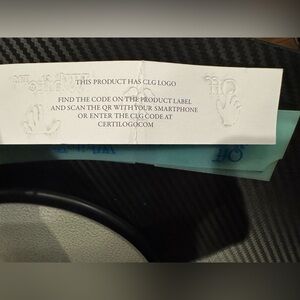 THIS PRODUCT HAS CLG LOGO
FIND THE CODE ON THE PRODUCT LABEL
AND SCAN THE QR WITH YOUR SMARTPHONE
OR ENTER THE CLG CODE AT
CERTILOGO.COM
Off